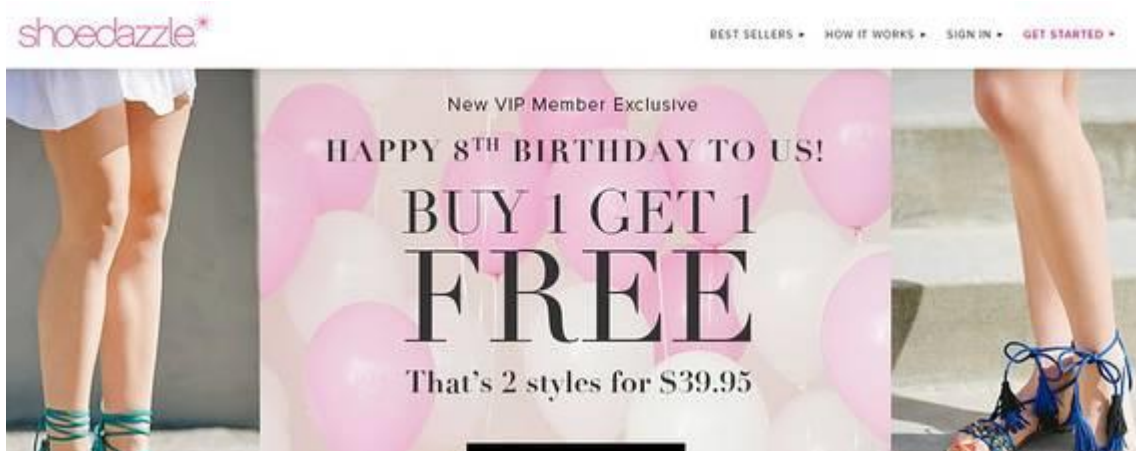 shoedazzle
BEST SELLERS ▸ HOW IT WORKS ▸ SIGN IN ▸ GET STARTED ▸
New VIP Member Exclusive
HAPPY 8TH BIRTHDAY TO US!
BUY 1 GET 1
FREE
That's 2 styles for $39.95